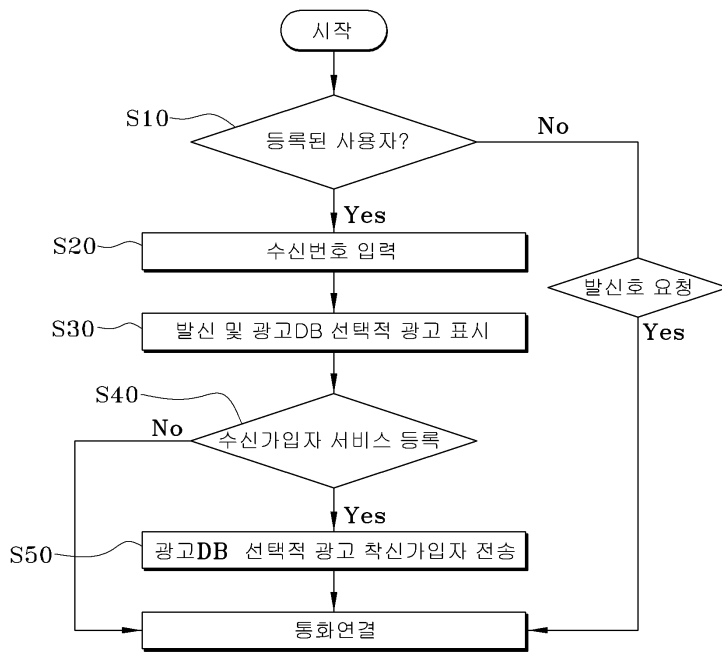 시작
S10
등록된 사용자?
No
Yes
S20
수신번호 입력
발신호 요청
S30
발신 및 광고DB 선택적 광고 표시
Yes
S40
No
수신가입자 서비스 등록
Yes
S50
광고DB 선택적 광고 착신가입자 전송
통화연결